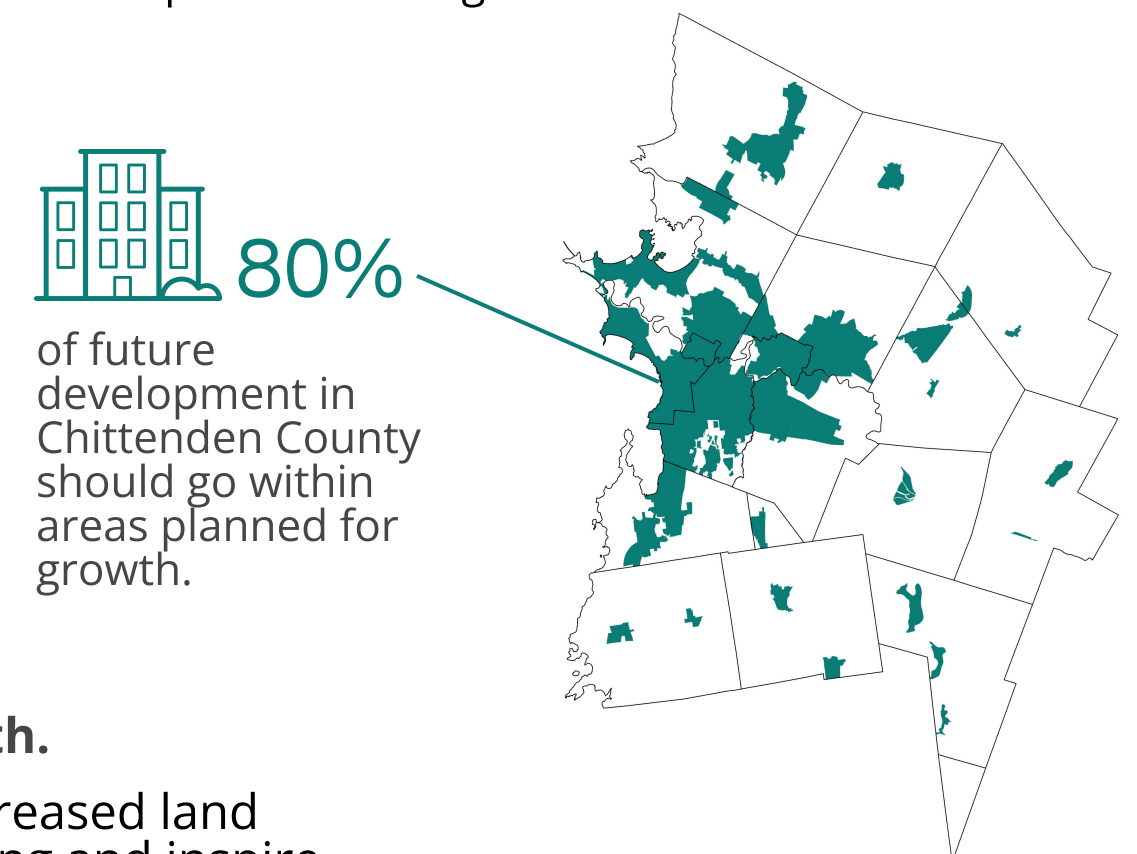 80%
of future
development in
Chittenden County
should go within
areas planned for
growth.
th.
reased land